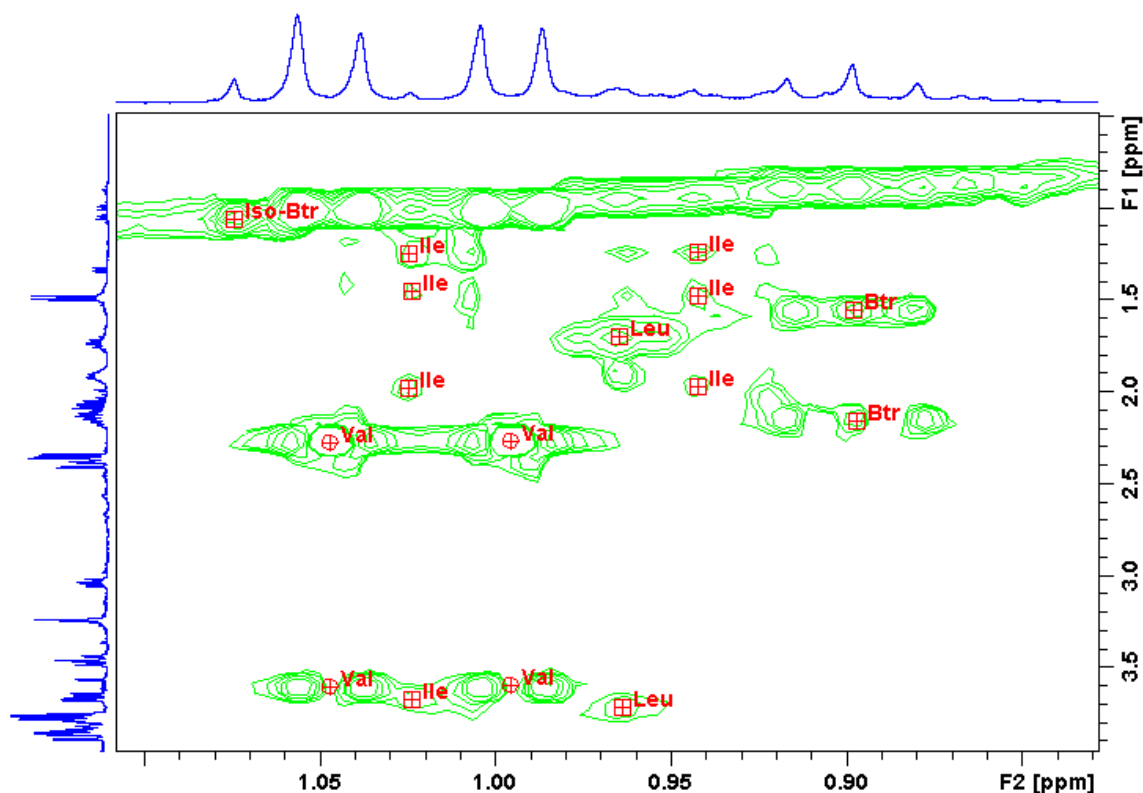 Iso-Btr
Ile
Ile
Ile
Ile
Btr
Leu
Ile
Ile
Btr
Val
Val
Val
Val
Ile
Leu
F1 [ppm]
1.5
2.0
2.5
3.0
3.5
1.05
1.00
0.95
0.90
F2 [ppm]